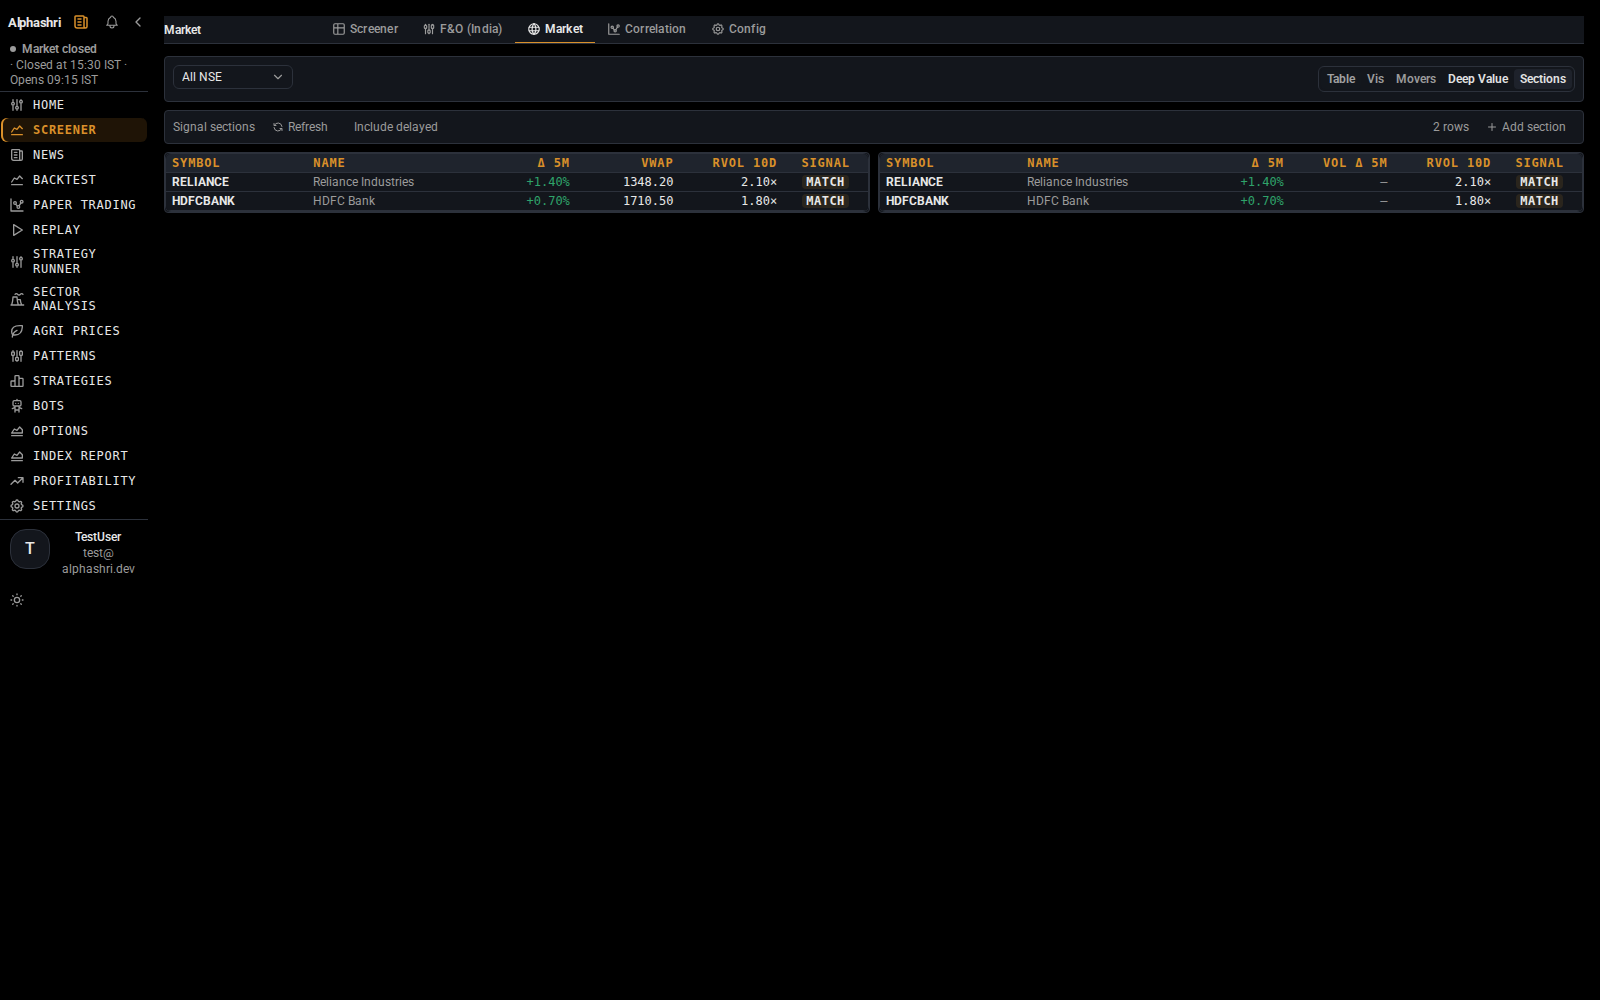 Alphashri
Market closed
· Closed at 15:30 IST ·
Opens 09:15 IST
HOME
SCREENER
NEWS
BACKTEST
PAPER TRADING
REPLAY
STRATEGY
RUNNER
SECTOR
ANALYSIS
AGRI PRICES
PATTERNS
STRATEGIES
BOTS
OPTIONS
INDEX REPORT
PROFITABILITY
SETTINGS
T
TestUser
test@
alphashri.dev
Market Screener F&O (India) Market Correlation Config
All NSE Table Vis Movers Deep Value Sections
Signal sections Refresh Include delayed 2 rows + Add section
SYMBOL NAME Δ 5M VWAP RVOL 10D SIGNAL
RELIANCE Reliance Industries +1.40% 1348.20 2.10× MATCH
HDFCBANK HDFC Bank +0.70% 1710.50 1.80× MATCH
SYMBOL NAME Δ 5M VOL Δ 5M RVOL 10D SIGNAL
RELIANCE Reliance Industries +1.40% — 2.10× MATCH
HDFCBANK HDFC Bank +0.70% — 1.80× MATCH